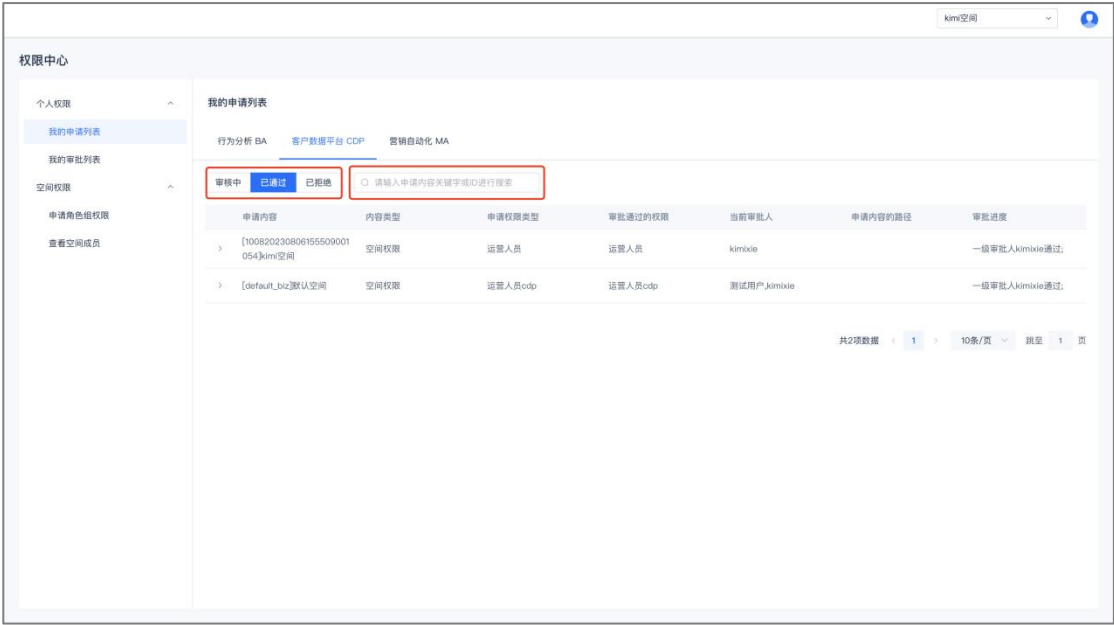 kimi空间
权限中心
个人权限
我的申请列表
我的审批列表
空间权限
申请角色组权限
查看空间成员
我的申请列表
行为分析 BA 客户数据平台 CDP 营销自动化 MA
审核中 已通过 已拒绝 请输入申请内容关键字或ID进行搜索
申请内容 内容类型 申请权限类型 审批通过的权限 当前审批人 申请内容的路径 审批进度
[100820230806155509001
054]kimi空间 空间权限 运营人员 运营人员 kimixie 一级审批人kimixie通过;
[default_biz]默认空间 空间权限 运营人员cdp 运营人员cdp 测试用户,kimixie 一级审批人kimixie通过;
共2项数据 1 10条/页 跳至 1 页